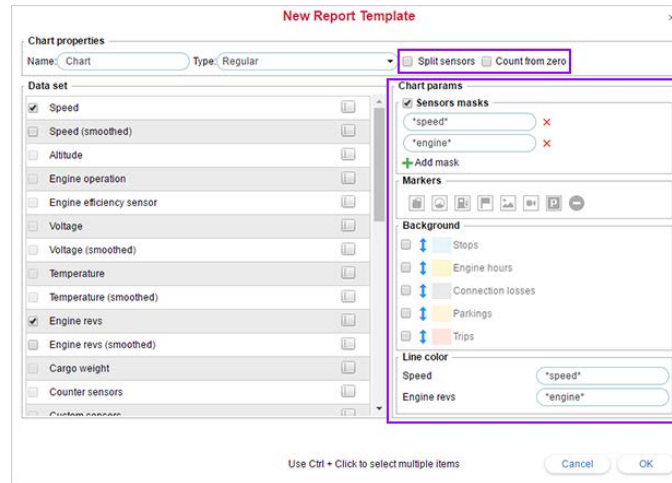 New Report Template
Chart properties
Name: Chart Type: Regular Split sensors Count from zero
Data set
Speed
Speed (smoothed)
Altitude
Engine operation
Engine efficiency sensor
Voltage
Voltage (smoothed)
Temperature
Temperature (smoothed)
Engine revs
Engine revs (smoothed)
Cargo weight
Counter sensors
Custom sensors
Chart params
Sensors masks
*speed*
*engine*
Add mask
Markers
P
Background
Stops
Engine hours
Connection losses
Parkings
Trips
Line color
Speed *speed*
Engine revs *engine*
Use Ctrl + Click to select multiple items
Cancel OK